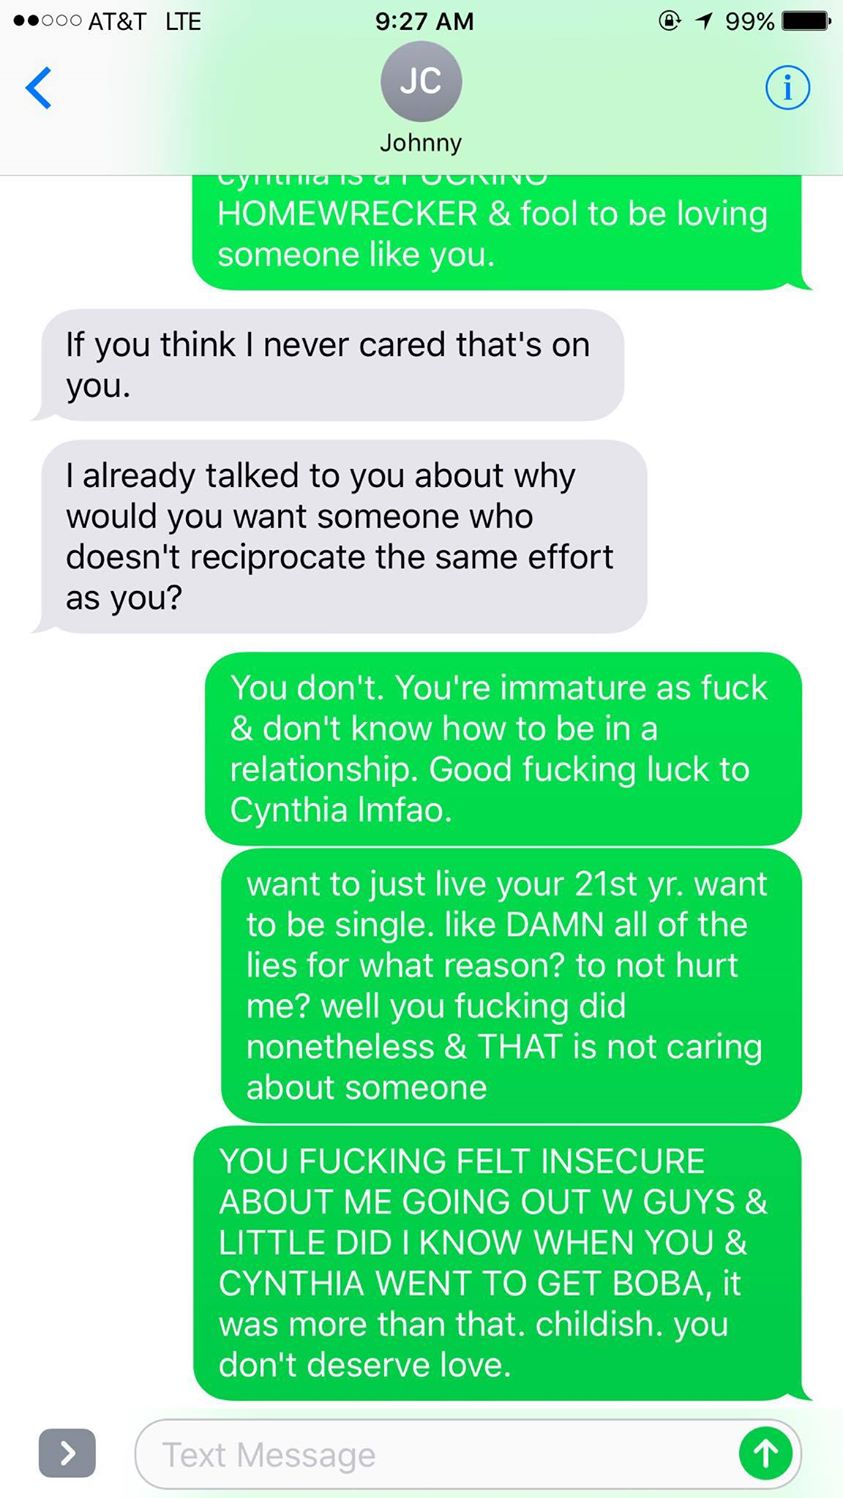 AT&T LTE
9:27 AM
99%
JC
Johnny
cynthia is a FUCKING
HOMEWRECKER & fool to be loving
someone like you.
If you think I never cared that's on
you.
I already talked to you about why
would you want someone who
doesn't reciprocate the same effort
as you?
You don't. You're immature as fuck
& don't know how to be in a
relationship. Good fucking luck to
Cynthia lmfao.
want to just live your 21st yr. want
to be single. like DAMN all of the
lies for what reason? to not hurt
me? well you fucking did
nonetheless & THAT is not caring
about someone
YOU FUCKING FELT INSECURE
ABOUT ME GOING OUT W GUYS &
LITTLE DID I KNOW WHEN YOU &
CYNTHIA WENT TO GET BOBA, it
was more than that. childish. you
don't deserve love.
Text Message